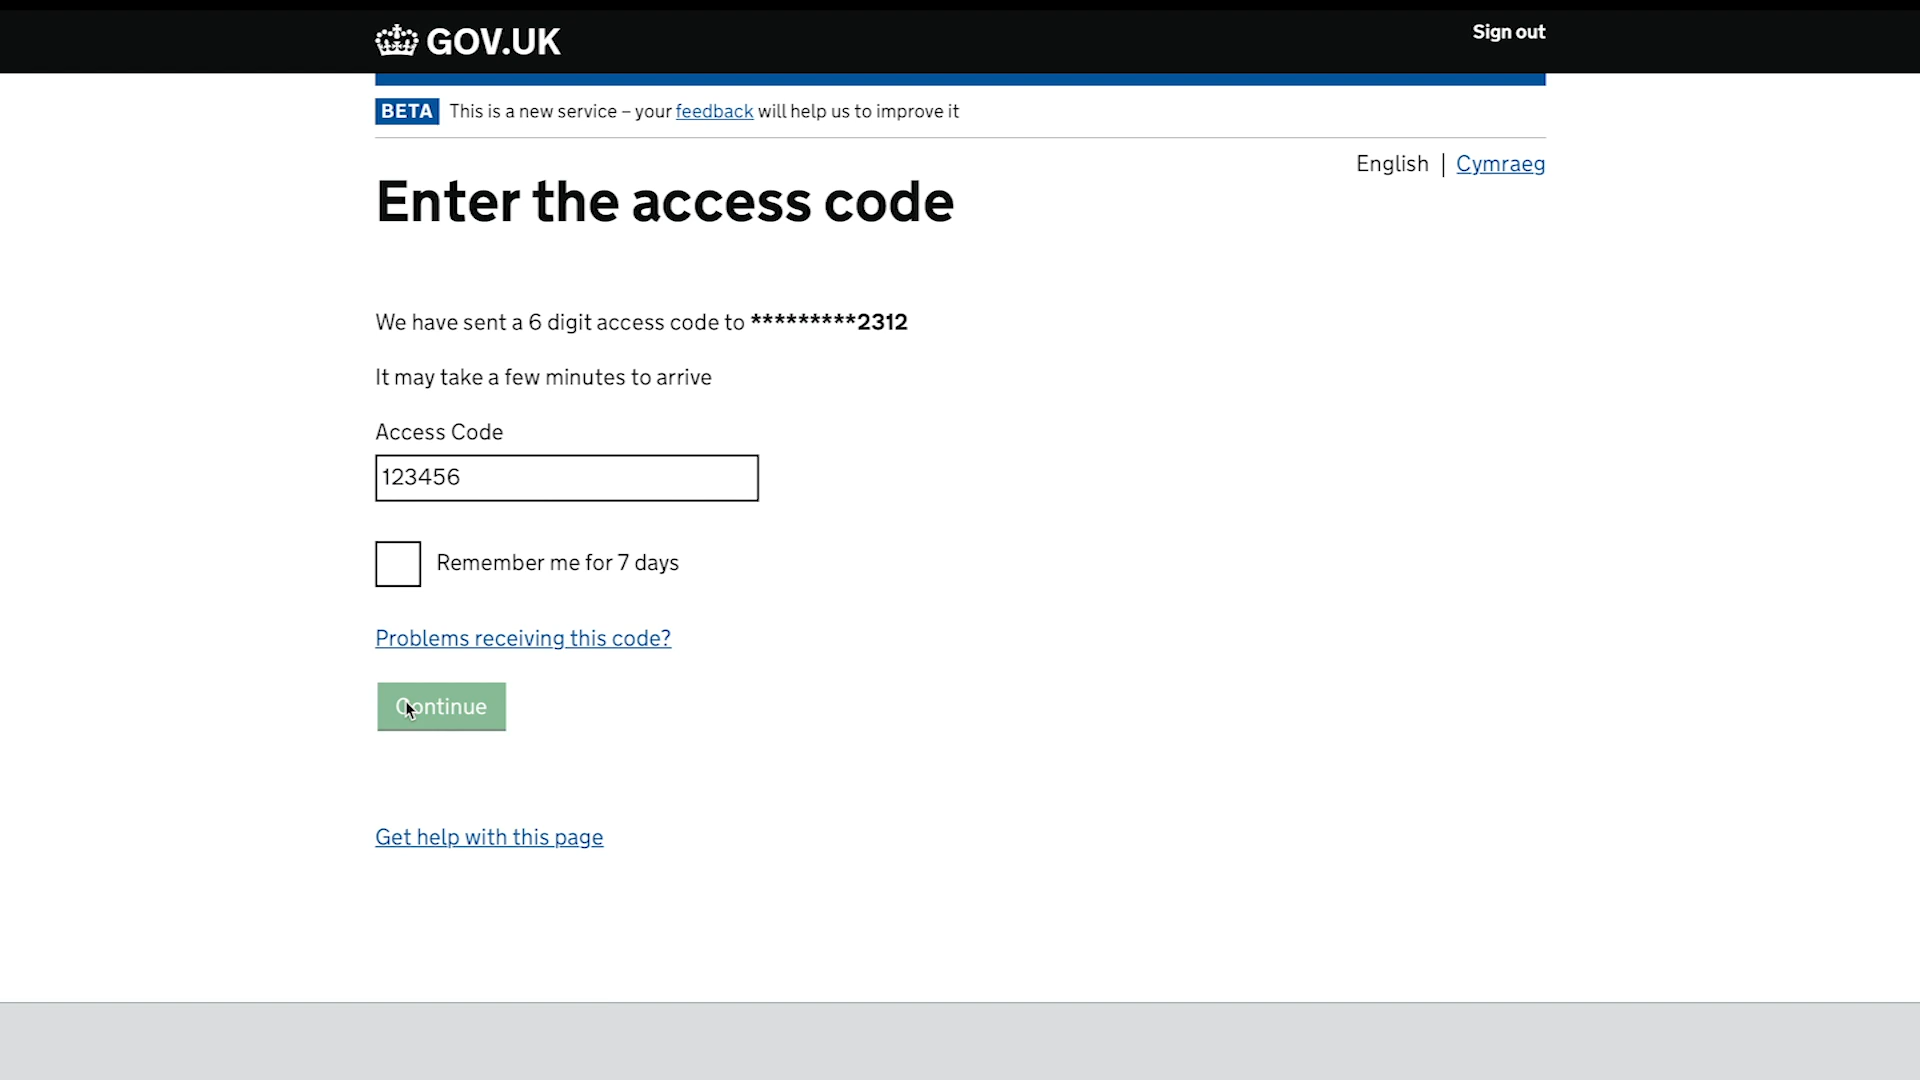 GOV.UK
Sign out
BETA This is a new service – your feedback will help us to improve it
English | Cymraeg
Enter the access code
We have sent a 6 digit access code to *********2312
It may take a few minutes to arrive
Access Code
123456
Remember me for 7 days
Problems receiving this code?
Continue
Get help with this page